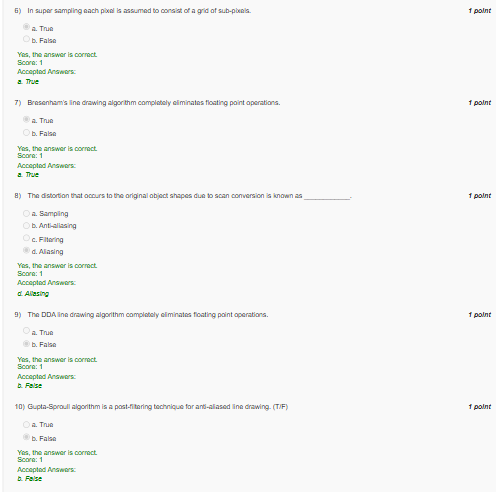 6) In super sampling each pixel is assumed to consist of a grid of sub-pixels. 1 point
a. True
b. False
Yes, the answer is correct.
Score: 1
Accepted Answers:
a. True
7) Bresenham's line drawing algorithm completely eliminates floating point operations. 1 point
a. True
b. False
Yes, the answer is correct.
Score: 1
Accepted Answers:
a. True
8) The distortion that occurs to the original object shapes due to scan conversion is known as ____________. 1 point
a. Sampling
b. Anti-aliasing
c. Filtering
d. Aliasing
Yes, the answer is correct.
Score: 1
Accepted Answers:
d. Aliasing
9) The DDA line drawing algorithm completely eliminates floating point operations. 1 point
a. True
b. False
Yes, the answer is correct.
Score: 1
Accepted Answers:
b. False
10) Gupta-Sproull algorithm is a post-filtering technique for anti-aliased line drawing. (T/F) 1 point
a. True
b. False
Yes, the answer is correct.
Score: 1
Accepted Answers:
b. False